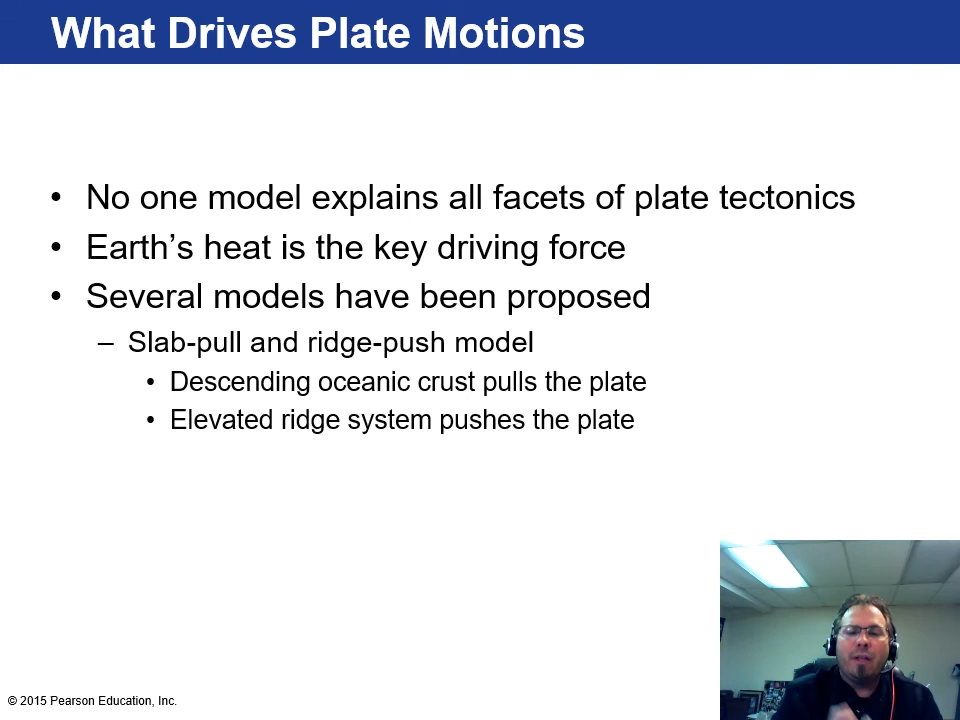 What Drives Plate Motions
• No one model explains all facets of plate tectonics
• Earth’s heat is the key driving force
• Several models have been proposed
– Slab-pull and ridge-push model
• Descending oceanic crust pulls the plate
• Elevated ridge system pushes the plate
© 2015 Pearson Education, Inc.